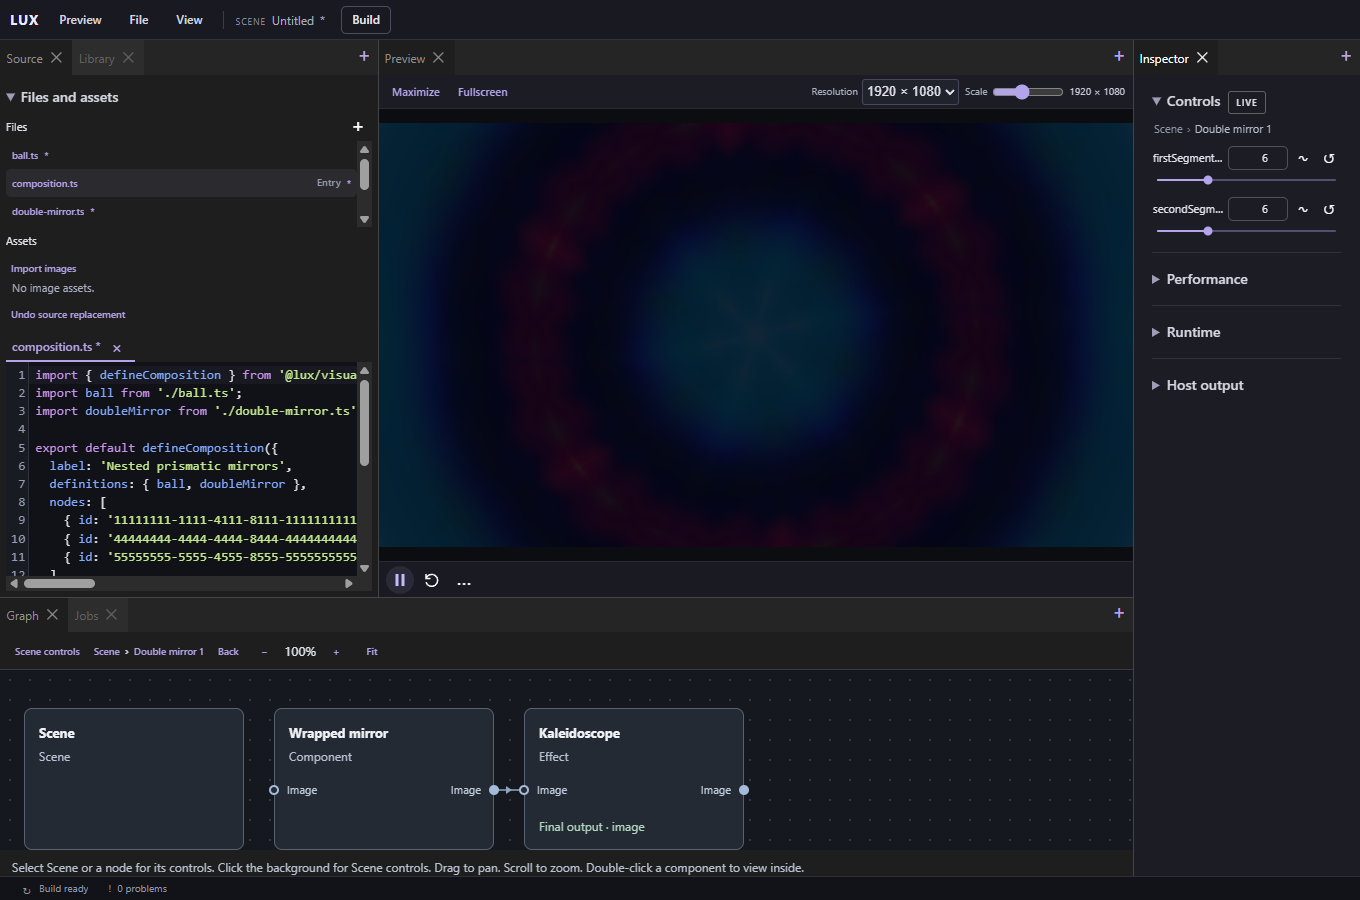 LUX Preview File View SCENE Untitled * Build
Source Library
Files and assets
Files
ball.ts *
composition.ts Entry *
double-mirror.ts *
Assets
Import images
No image assets.
Undo source replacement
composition.ts *
1 import { defineComposition } from '@lux/visua
2 import ball from './ball.ts';
3 import doubleMirror from './double-mirror.ts'
4
5 export default defineComposition({
6 label: 'Nested prismatic mirrors',
7 definitions: { ball, doubleMirror },
8 nodes: [
9 { id: '11111111-1111-4111-8111-1111111111
10 { id: '44444444-4444-4444-8444-4444444444
11 { id: '55555555-5555-4555-8555-5555555555
12 ]
Preview
Maximize Fullscreen Resolution 1920 × 1080 Scale 1920 × 1080
...
Inspector
Controls LIVE
Scene › Double mirror 1
firstSegment... 6
secondSegm... 6
Performance
Runtime
Host output
Graph Jobs
Scene controls Scene › Double mirror 1 Back − 100% + Fit
Scene
Scene
Wrapped mirror
Component
Image Image
Kaleidoscope
Effect
Image Image
Final output · image
Select Scene or a node for its controls. Click the background for Scene controls. Drag to pan. Scroll to zoom. Double-click a component to view inside.
Build ready ! 0 problems